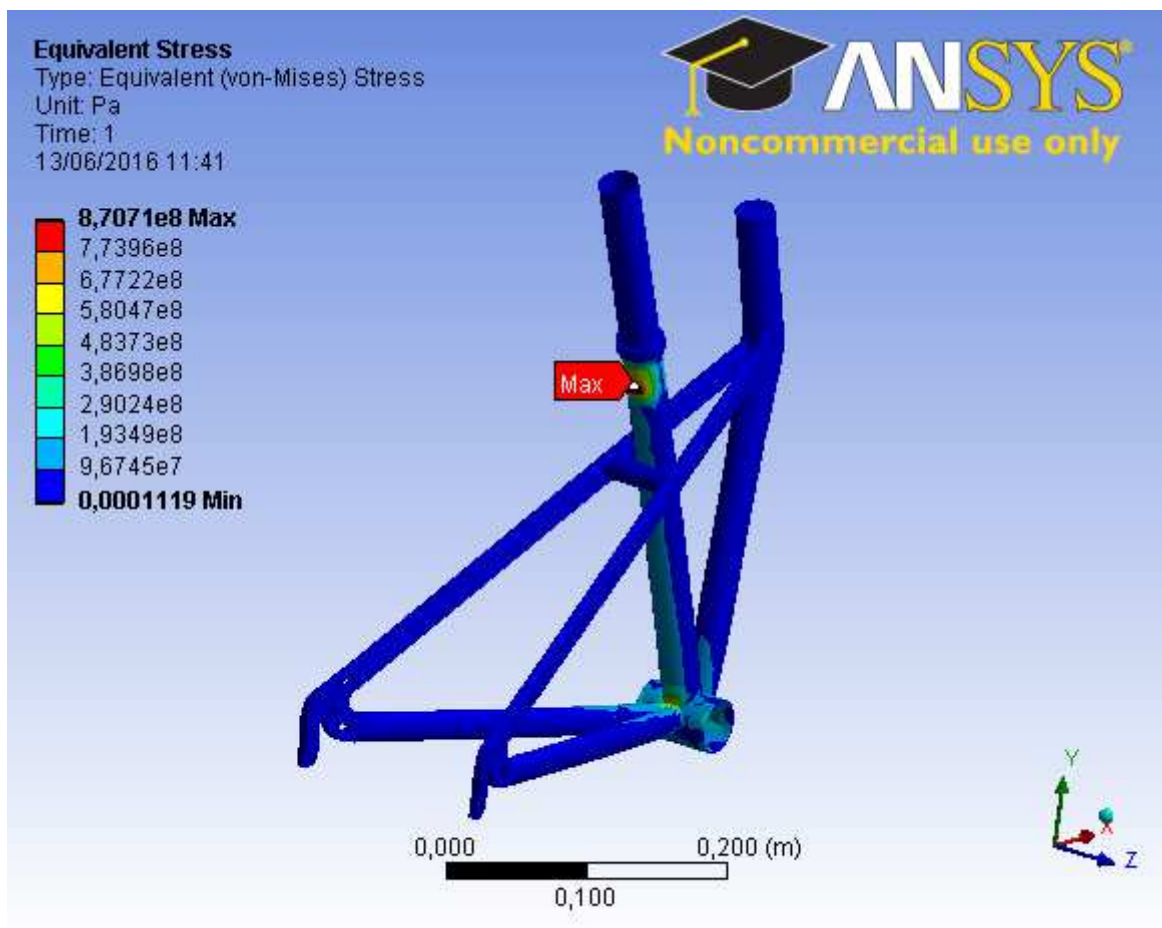 Equivalent Stress
Type: Equivalent (von-Mises) Stress
Unit: Pa
Time: 1
13/06/2016 11:41
ANSYS®
Noncommercial use only
8,7071e8 Max
7,7396e8
6,7722e8
5,8047e8
4,8373e8
3,8698e8
2,9024e8
1,9349e8
9,6745e7
0,0001119 Min
Max
0,000
0,200 (m)
0,100
Y
X
Z